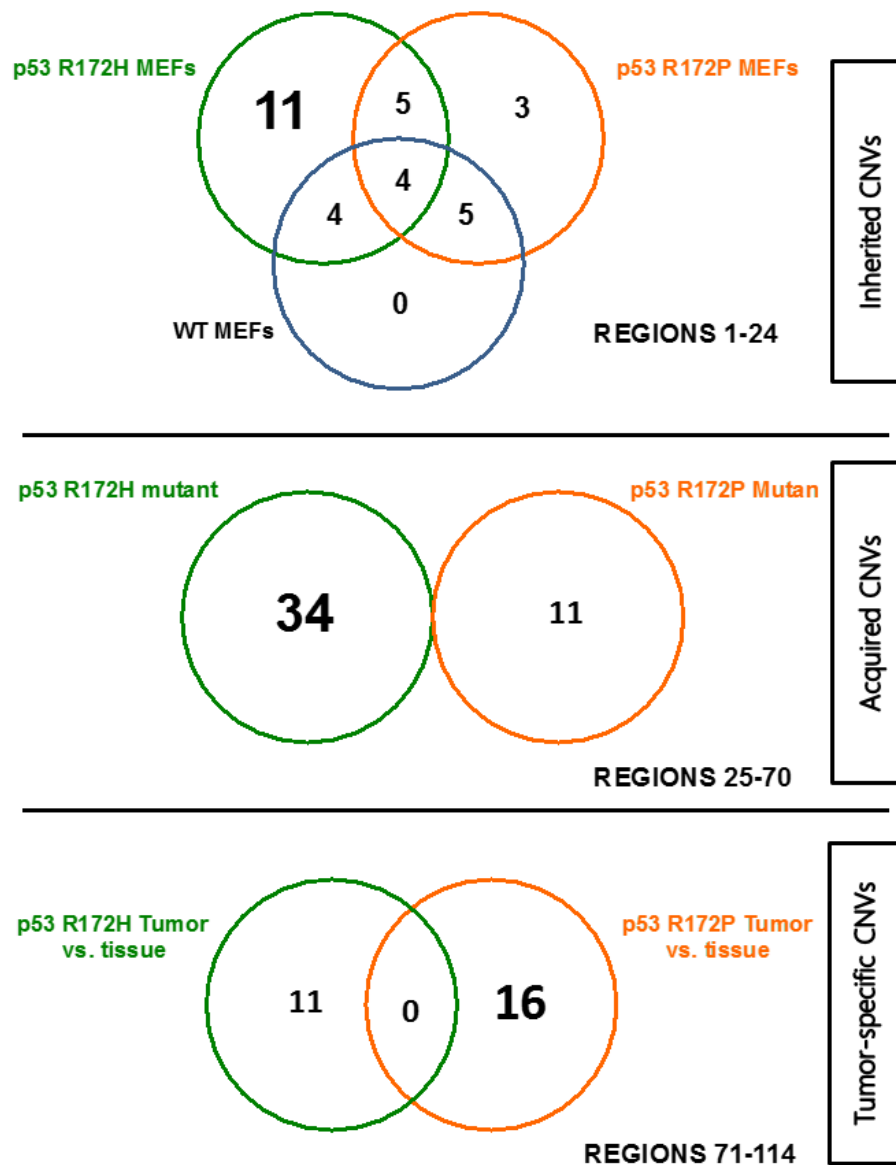 p53 R172H MEFs
p53 R172P MEFs
11
5
3
4
4
5
0
WT MEFs
REGIONS 1-24
Inherited CNVs
p53 R172H mutant
p53 R172P Mutan
34
11
REGIONS 25-70
Acquired CNVs
p53 R172H Tumor
vs. tissue
p53 R172P Tumor
vs. tissue
11
0
16
REGIONS 71-114
Tumor-specific CNVs